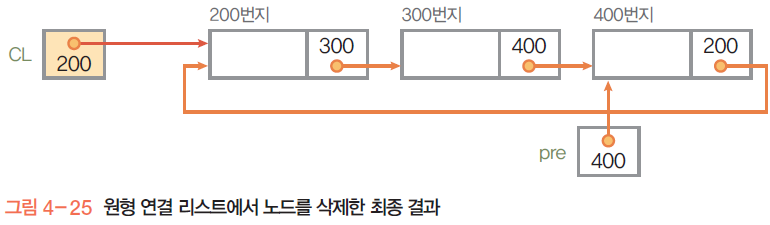 200번지 300번지 400번지
CL 200 300 400 200
pre 400
그림 4-25 원형 연결 리스트에서 노드를 삭제한 최종 결과